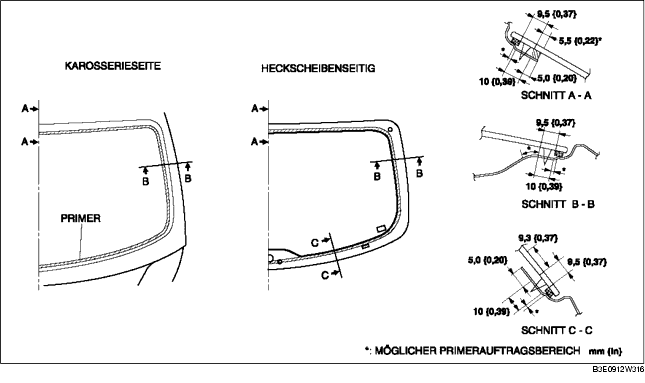 KAROSSERIESEITE
A
A
B
B
PRIMER
HECKSCHEIBENSEITIG
B
B
C
C
9,5 {0,37}
5,5 {0,22}*
*
10 {0,39}
5,0 {0,20}
SCHNITT A - A
9,5 {0,37}
*
*
10 {0,39}
SCHNITT B - B
9,3 {0,37}
5,0 {0,20}
9,5 {0,37}
10 {0,39}
*
SCHNITT C - C
*: MÖGLICHER PRIMERAUFTRAGSBEREICH mm {in}
B3E0912W316